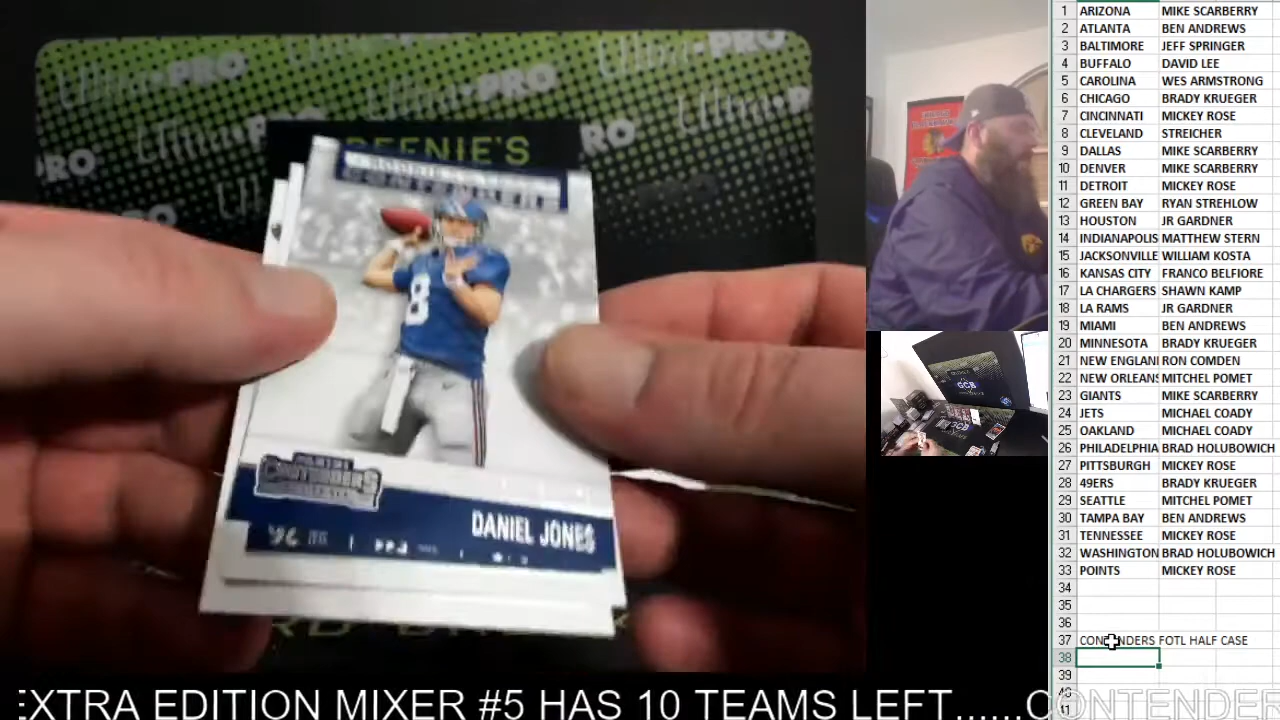 Ultra·PRO
Ultra·PRO
Ultra·PRO
PRO
PRO
8
CONTENDERS
DANIEL JONES
GCB
1 ARIZONA MIKE SCARBERRY
2 ATLANTA BEN ANDREWS
3 BALTIMORE JEFF SPRINGER
4 BUFFALO DAVID LEE
5 CAROLINA WES ARMSTRONG
6 CHICAGO BRADY KRUEGER
7 CINCINNATI MICKEY ROSE
8 CLEVELAND STREICHER
9 DALLAS MIKE SCARBERRY
10 DENVER MIKE SCARBERRY
11 DETROIT MICKEY ROSE
12 GREEN BAY RYAN STREHLOW
13 HOUSTON JR GARDNER
14 INDIANAPOLIS MATTHEW STERN
15 JACKSONVILLE WILLIAM KOSTA
16 KANSAS CITY FRANCO BELFIORE
17 LA CHARGERS SHAWN KAMP
18 LA RAMS JR GARDNER
19 MIAMI BEN ANDREWS
20 MINNESOTA BRADY KRUEGER
21 NEW ENGLAN RON COMDEN
22 NEW ORLEANS MITCHEL POMET
23 GIANTS MIKE SCARBERRY
24 JETS MICHAEL COADY
25 OAKLAND MICHAEL COADY
26 PHILADELPHIA BRAD HOLUBOWICH
27 PITTSBURGH MICKEY ROSE
28 49ERS BRADY KRUEGER
29 SEATTLE MITCHEL POMET
30 TAMPA BAY BEN ANDREWS
31 TENNESSEE MICKEY ROSE
32 WASHINGTON BRAD HOLUBOWICH
33 POINTS MICKEY ROSE
34
35
36
37 CONTENDERS FOTL HALF CASE
38
39
EXTRA EDITION MIXER #5 HAS 10 TEAMS LEFT......CONTENDER